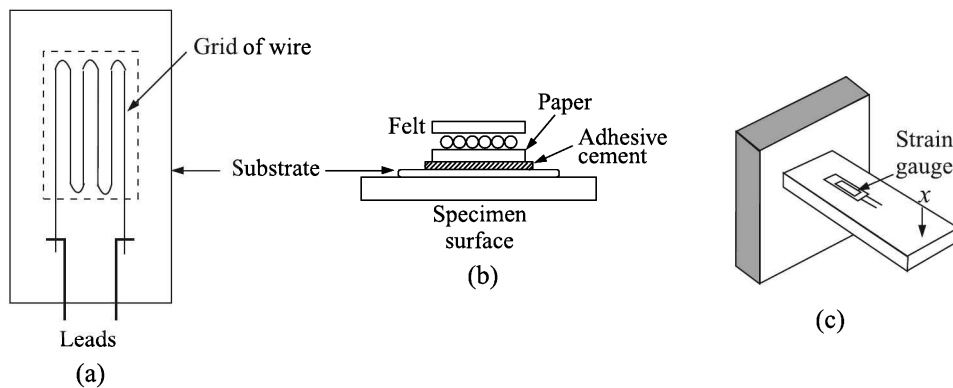 Grid of wire
Substrate
Leads
(a)
Felt
Paper
Adhesive
cement
Specimen
surface
(b)
Strain
gauge
x
(c)